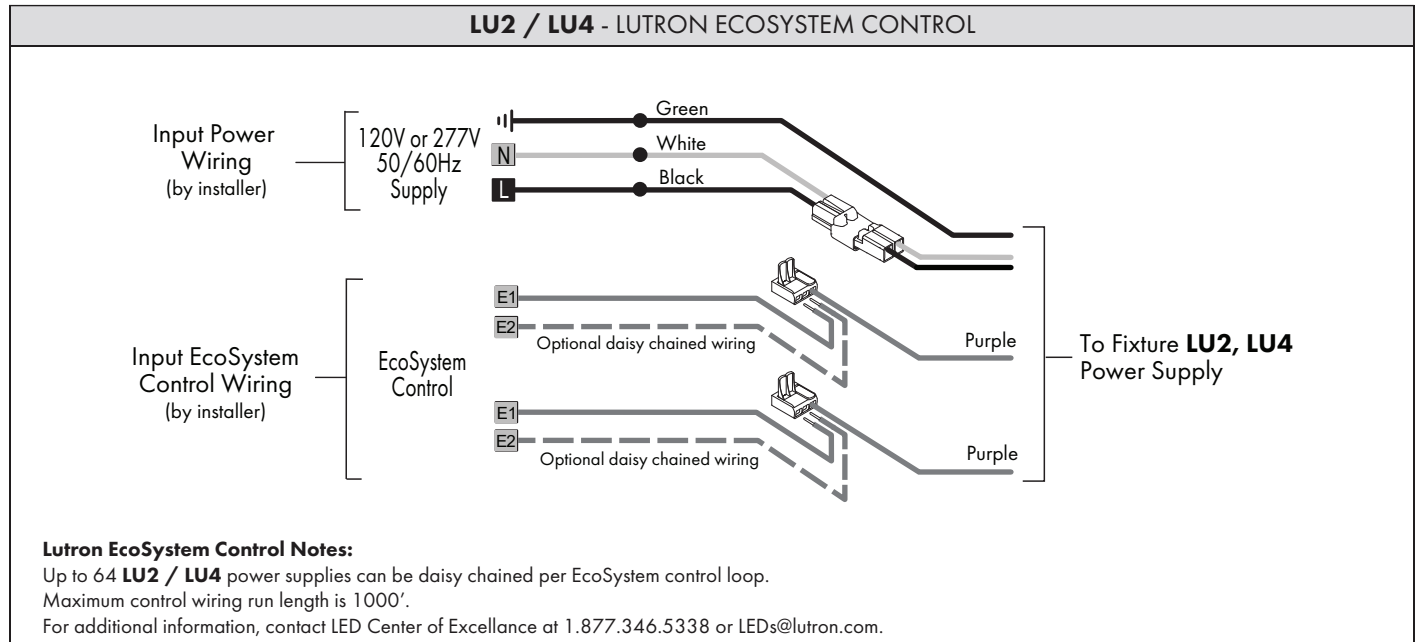 LU2 / LU4 - LUTRON ECOSYSTEM CONTROL
Input Power
Wiring
(by installer)
120V or 277V
50/60Hz
Supply
N
L
Green
White
Black
Input EcoSystem
Control Wiring
(by installer)
EcoSystem
Control
E1
E2
Optional daisy chained wiring
Purple
E1
E2
Optional daisy chained wiring
Purple
To Fixture LU2, LU4
Power Supply
Lutron EcoSystem Control Notes:
Up to 64 LU2 / LU4 power supplies can be daisy chained per EcoSystem control loop.
Maximum control wiring run length is 1000’.
For additional information, contact LED Center of Excellance at 1.877.346.5338 or LEDs@lutron.com.